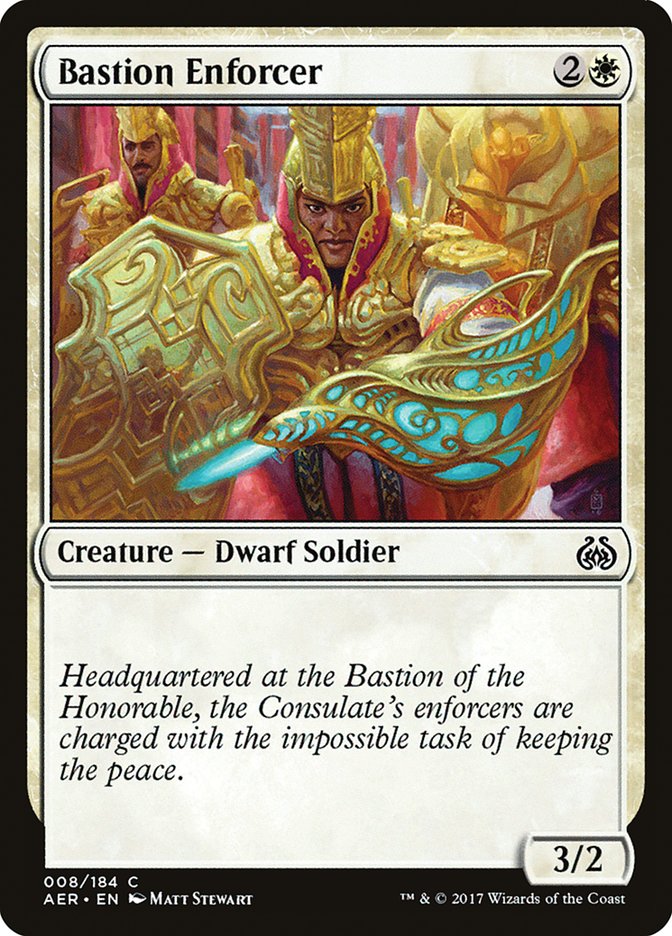 Bastion Enforcer 2
Creature — Dwarf Soldier
Headquartered at the Bastion of the
Honorable, the Consulate's enforcers are
charged with the impossible task of keeping
the peace.
3/2
008/184 C
AER • EN Matt Stewart
™ & © 2017 Wizards of the Coast